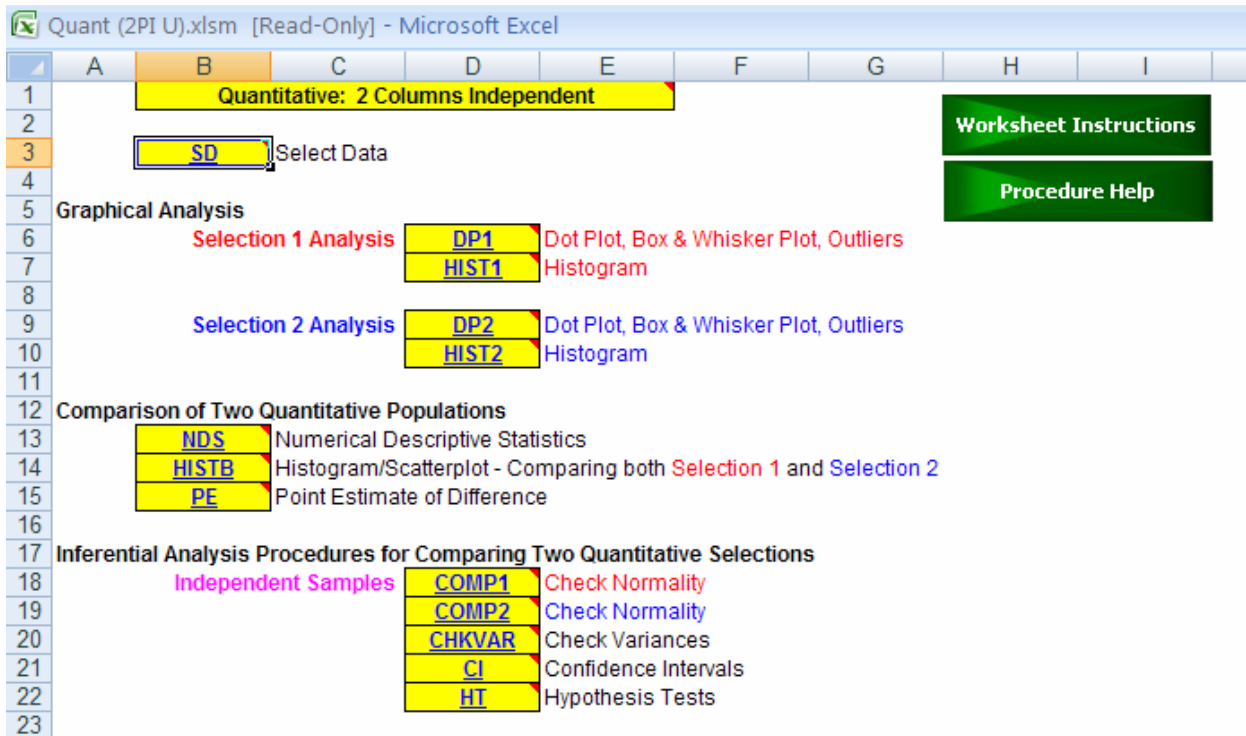 Quant (2PI U).xlsm [Read-Only] - Microsoft Excel
A B C D E F G H I
1 Quantitative: 2 Columns Independent
2 Worksheet Instructions
3 SD Select Data
4 Procedure Help
5 Graphical Analysis
6 Selection 1 Analysis DP1 Dot Plot, Box & Whisker Plot, Outliers
7 HIST1 Histogram
8
9 Selection 2 Analysis DP2 Dot Plot, Box & Whisker Plot, Outliers
10 HIST2 Histogram
11
12 Comparison of Two Quantitative Populations
13 NDS Numerical Descriptive Statistics
14 HISTB Histogram/Scatterplot - Comparing both Selection 1 and Selection 2
15 PE Point Estimate of Difference
16
17 Inferential Analysis Procedures for Comparing Two Quantitative Selections
18 Independent Samples COMP1 Check Normality
19 COMP2 Check Normality
20 CHKVAR Check Variances
21 CI Confidence Intervals
22 HT Hypothesis Tests
23